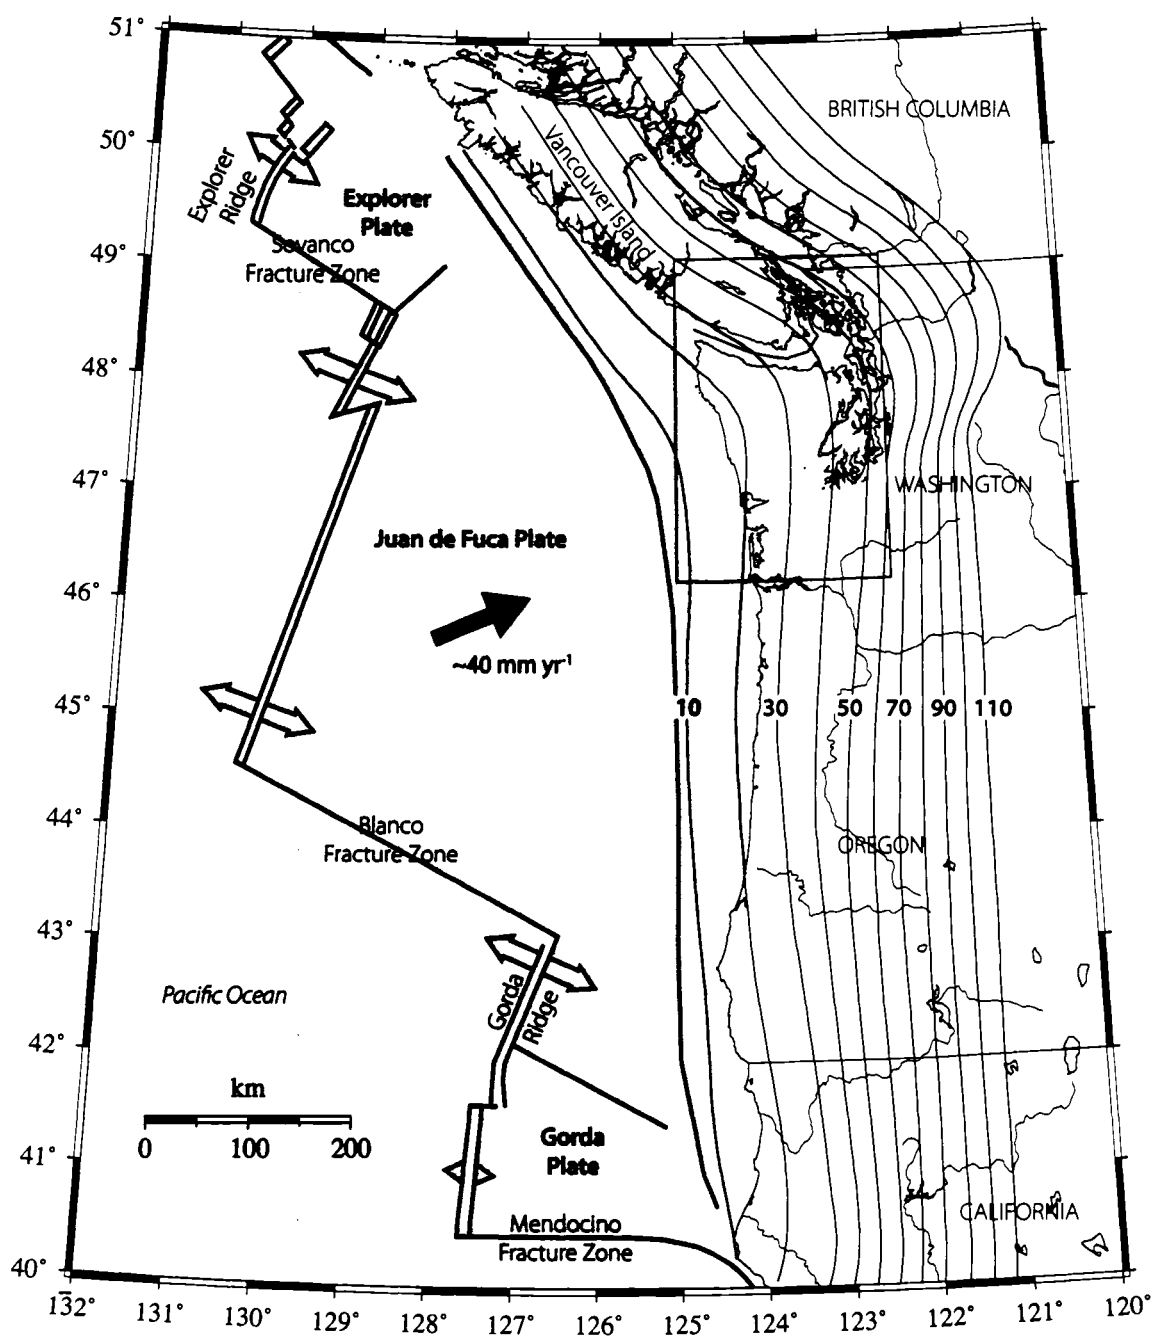 51°
50°
49°
48°
47°
46°
45°
44°
43°
42°
41°
40°
132°
131°
130°
129°
128°
127°
126°
125°
124°
123°
122°
121°
120°
BRITISH COLUMBIA
Vancouver Island
Explorer
Ridge
Explorer
Plate
Sovanco
Fracture Zone
WASHINGTON
Juan de Fuca Plate
~40 mm yr-1
10
30
50
70
90
110
Blanco
Fracture Zone
OREGON
Pacific Ocean
Gorda
Ridge
km
0
100
200
Gorda
Plate
Mendocino
Fracture Zone
CALIFORNIA